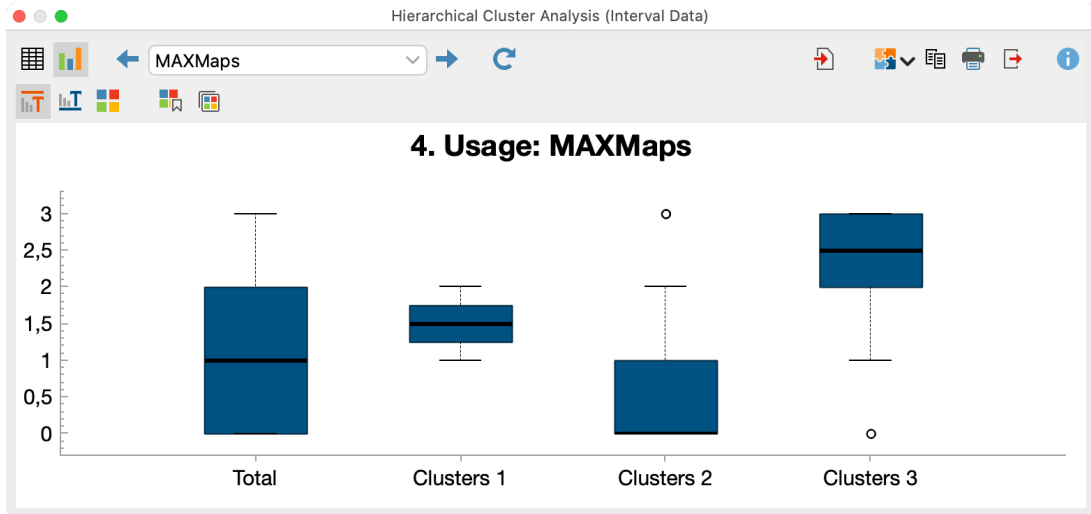 Hierarchical Cluster Analysis (Interval Data)
MAXMaps
4. Usage: MAXMaps
3
2,5
2
1,5
1
0,5
0
Total
Clusters 1
Clusters 2
Clusters 3